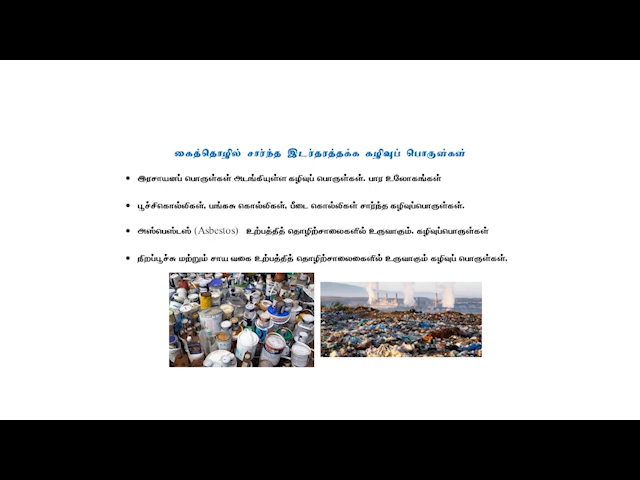 கைத்தொழில் சார்ந்த இடர்தரத்தக்க கழிவுப் பொருள்கள்
• இரசாயனப் பொருள்கள் அடங்கியுள்ள கழிவுப் பொருள்கள். பார உலோகங்கள்
• பூச்சிகொல்லிகள், பங்கசு கொல்லிகள், பீடை கொல்லிகள் சார்ந்த கழிவுப்பொருள்கள்.
• அஸ்பெஸ்டஸ் (Asbestos) உற்பத்தித் தொழிற்சாலைகளில் உருவாகும். கழிவுப்பொருள்கள்
• நிறப்பூச்சு மற்றும் சாய வகை உற்பத்தித் தொழிற்சாலைகைளில் உருவாகும் கழிவுப் பொருள்கள்.